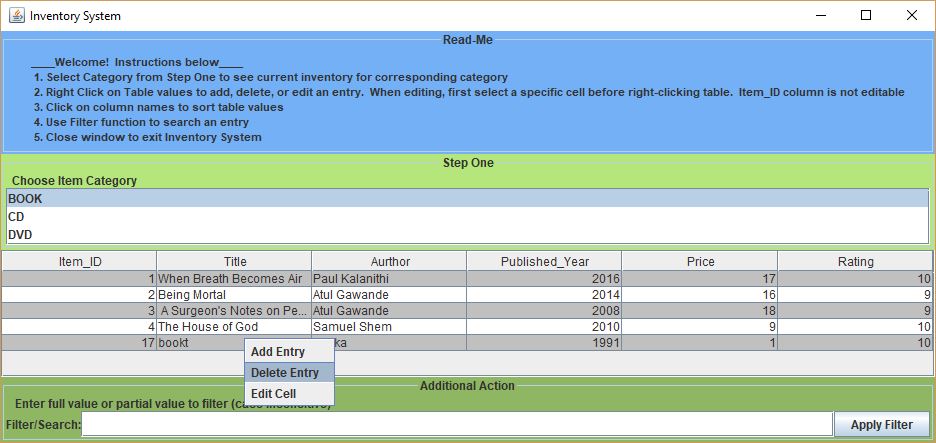 Inventory System
Read-Me
____Welcome!  Instructions below____
1. Select Category from Step One to see current inventory for corresponding category
2. Right Click on Table values to add, delete, or edit an entry.  When editing, first select a specific cell before right-clicking table.  Item_ID column is not editable
3. Click on column names to sort table values
4. Use Filter function to search an entry
5. Close window to exit Inventory System
Step One
Choose Item Category
BOOK
CD
DVD
Item_ID Title Aurthor Published_Year Price Rating
1 When Breath Becomes Air Paul Kalanithi 2016 17 10
2 Being Mortal Atul Gawande 2014 16 9
3 A Surgeon's Notes on Pe... Atul Gawande 2008 18 9
4 The House of God Samuel Shem 2010 9 10
17 bookt 1991 1 10
Add Entry
Delete Entry
Edit Cell
Additional Action
Enter full value or partial value to filter
Filter/Search:
Apply Filter